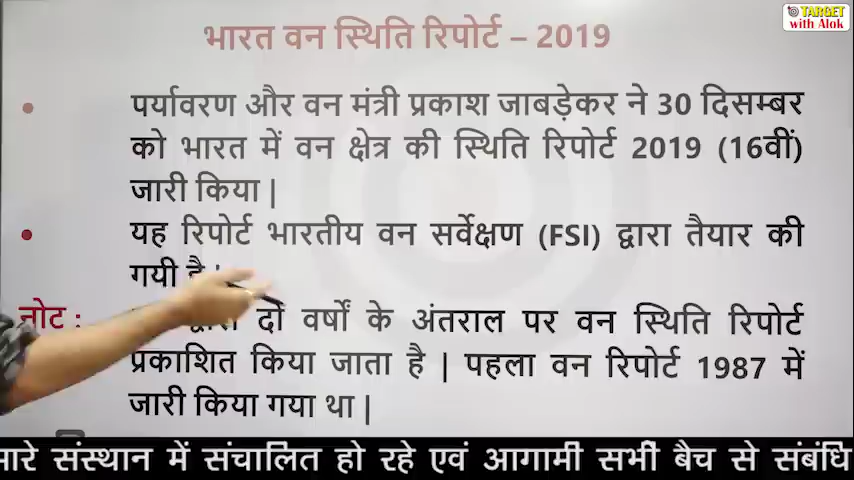 TARGET
with Alok
भारत वन स्थिति रिपोर्ट – 2019
• पर्यावरण और वन मंत्री प्रकाश जाबड़ेकर ने 30 दिसम्बर
को भारत में वन क्षेत्र की स्थिति रिपोर्ट 2019 (16वीं)
जारी किया |
• यह रिपोर्ट भारतीय वन सर्वेक्षण (FSI) द्वारा तैयार की
गयी है
नोट : दो वर्षों के अंतराल पर वन स्थिति रिपोर्ट
प्रकाशित किया जाता है | पहला वन रिपोर्ट 1987 में
जारी किया गया था |
मारे संस्थान में संचालित हो रहे एवं आगामी सभी बैच से संबंधि